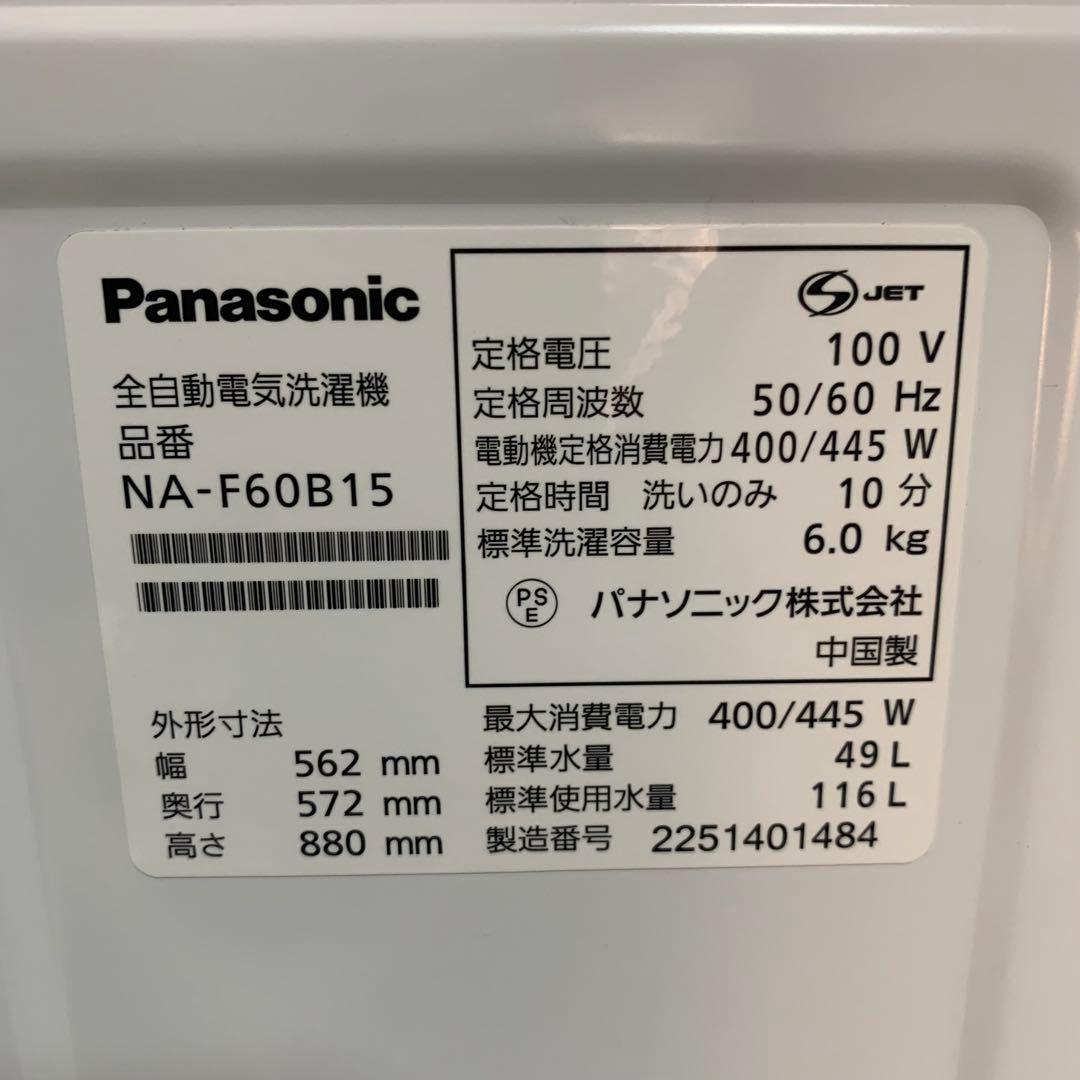 Panasonic
全自動電気洗濯機
品番
NA-F60B15
JET
定格電圧 100 V
定格周波数 50/60 Hz
電動機定格消費電力 400/445 W
定格時間 洗いのみ 10 分
標準洗濯容量 6.0 kg
PSE パナソニック株式会社
中国製
外形寸法
幅 562 mm
奥行 572 mm
高さ 880 mm
最大消費電力 400/445 W
標準水量 49 L
標準使用水量 116 L
製造番号 2251401484